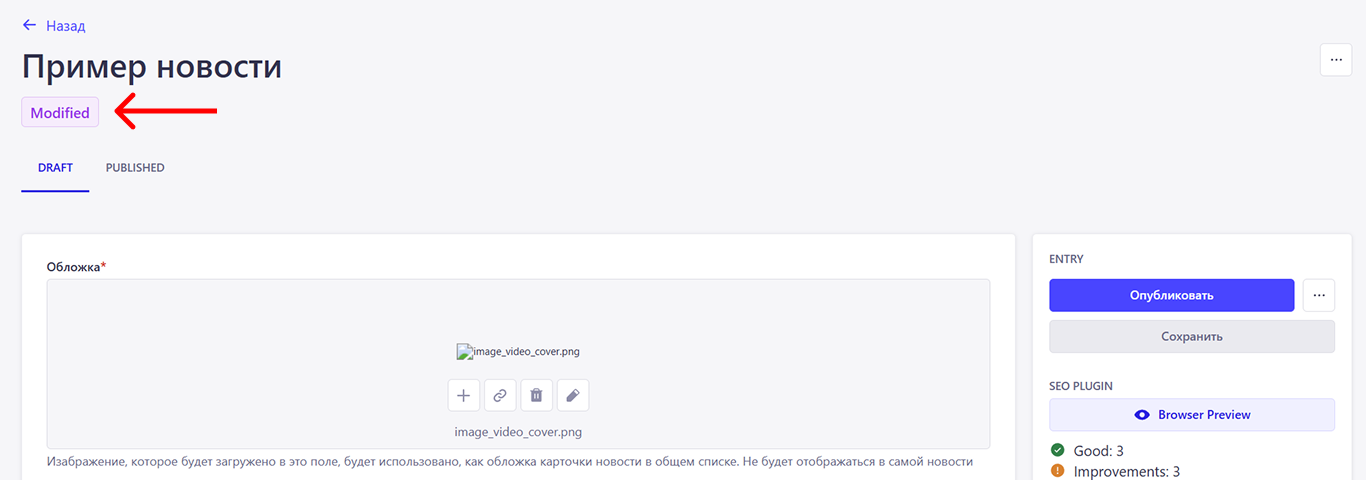 Назад
Пример новости
Modified
DRAFT
PUBLISHED
Обложка*
image_video_cover.png
image_video_cover.png
Изабражение, которое будет загружено в это поле, будет использовано, как обложка карточки новости в общем списке. Не будет отображаться в самой новости
ENTRY
Опубликовать
Сохранить
SEO PLUGIN
Browser Preview
Good: 3
Improvements: 3